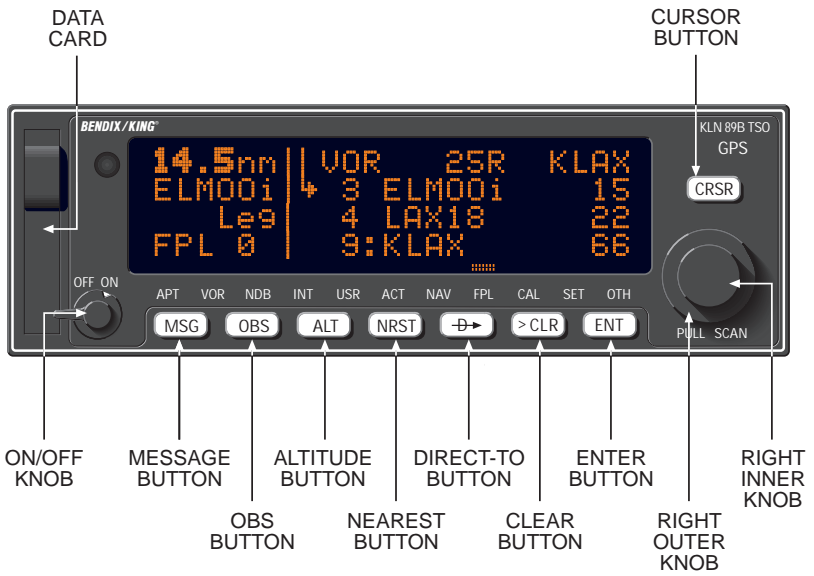 DATA
CARD
CURSOR
BUTTON
BENDIX/KING®
KLN 89B TSO
GPS
14.5nm
ELMOOi
Leg
FPL 0
VOR 25R KLAX
↳ 3 ELMOOi 15
4 LAX18 22
9:KLAX 66
CRSR
OFF ON
APT VOR NDB INT USR ACT NAV FPL CAL SET OTH
MSG OBS ALT NRST D→ >CLR ENT
PULL SCAN
ON/OFF
KNOB
MESSAGE
BUTTON
ALTITUDE
BUTTON
DIRECT-TO
BUTTON
ENTER
BUTTON
RIGHT
INNER
KNOB
OBS
BUTTON
NEAREST
BUTTON
CLEAR
BUTTON
RIGHT
OUTER
KNOB